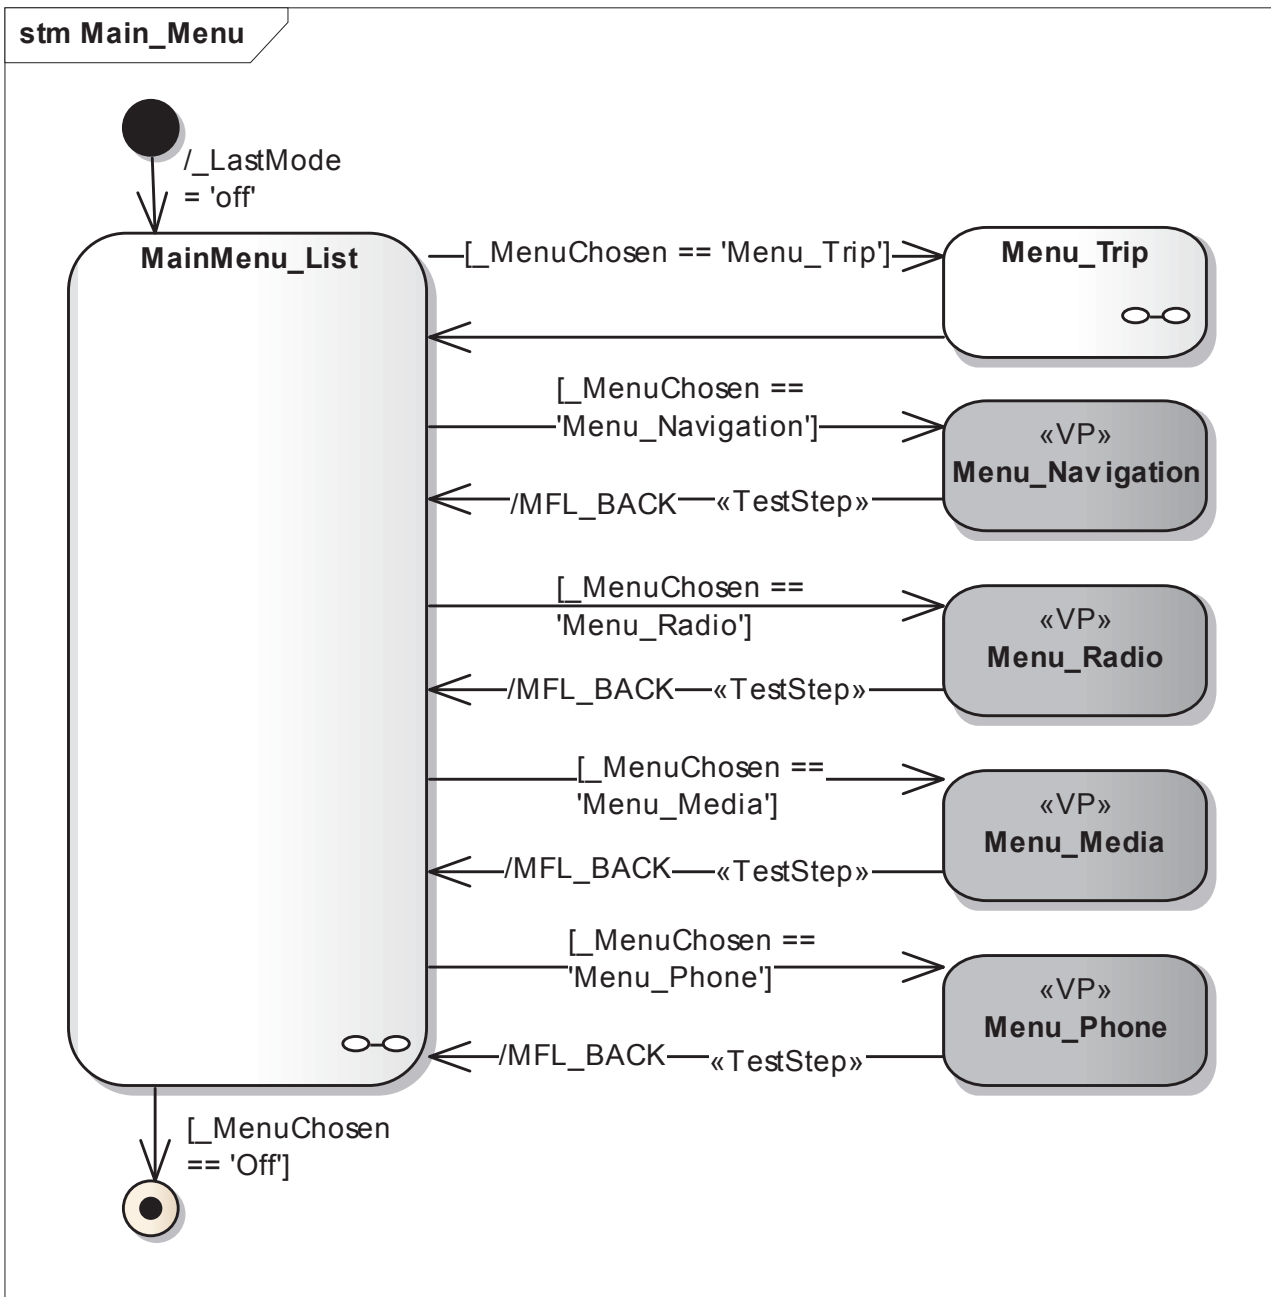 stm Main_Menu
/_LastMode
= 'off'
MainMenu_List
[_MenuChosen == 'Menu_Trip']
Menu_Trip
[_MenuChosen ==
'Menu_Navigation']
«VP»
Menu_Navigation
/MFL_BACK
«TestStep»
[_MenuChosen ==
'Menu_Radio']
«VP»
Menu_Radio
/MFL_BACK
«TestStep»
[_MenuChosen ==
'Menu_Media']
«VP»
Menu_Media
/MFL_BACK
«TestStep»
[_MenuChosen ==
'Menu_Phone']
«VP»
Menu_Phone
/MFL_BACK
«TestStep»
[_MenuChosen
== 'Off']